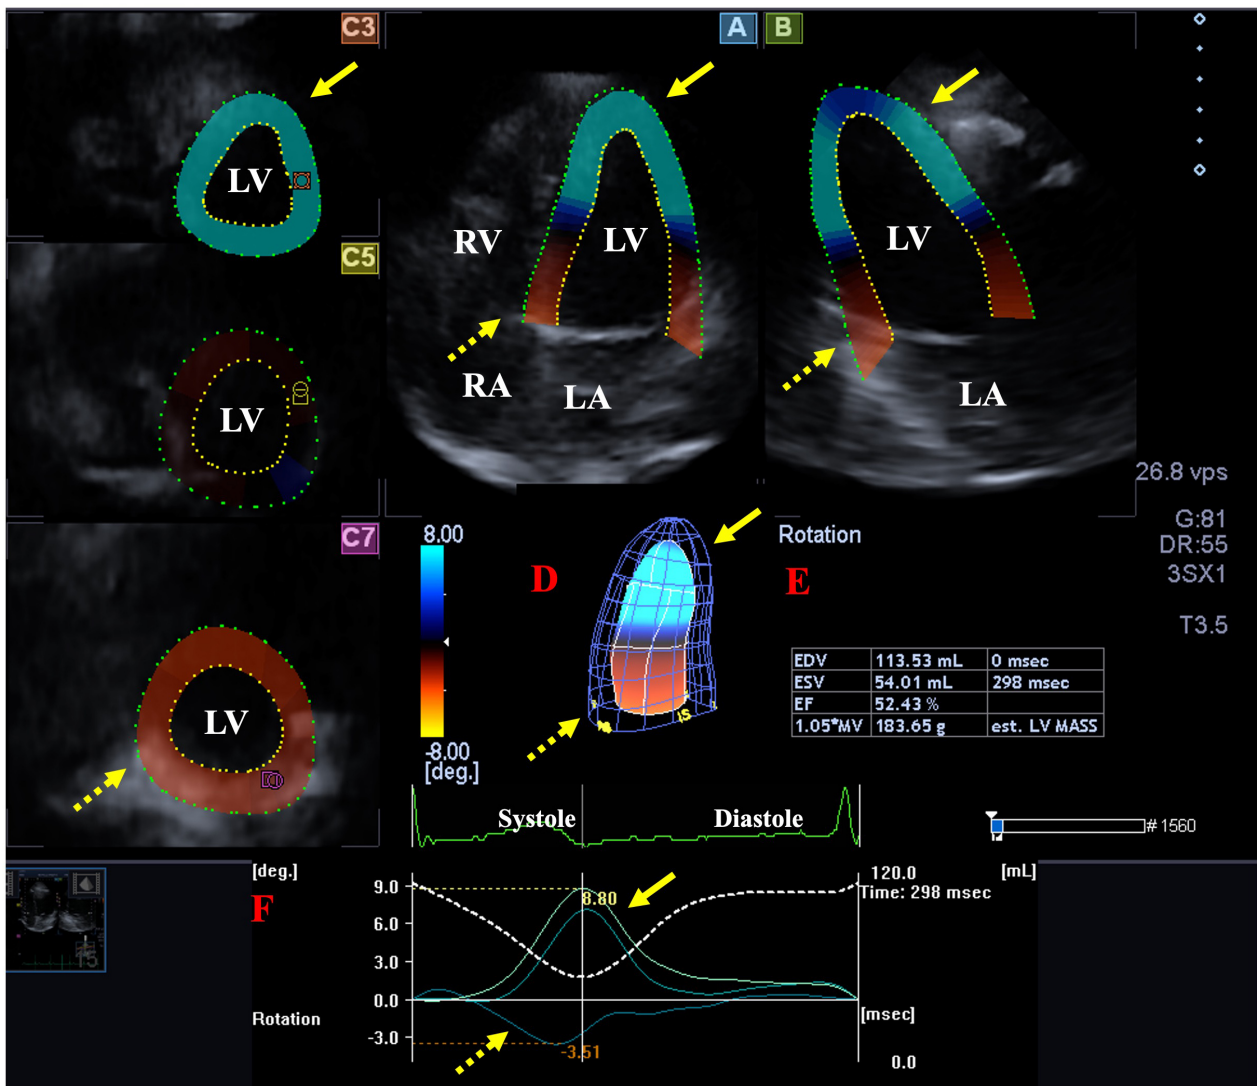 C3
A
B
LV
C5
LV
RV
LV
LV
RA
LA
LA
26.8 vps
G:81
DR:55
3SX1
T3.5
C7
LV
8.00
D
Rotation
E
-8.00
[deg.]
EDV 113.53 mL 0 msec
ESV 54.01 mL 298 msec
EF 52.43 %
1.05*MV 183.65 g est. LV MASS
Systole
Diastole
# 1560
[deg.]
120.0
[mL]
Time: 298 msec
F
9.0
8.80
6.0
3.0
0.0
Rotation
[msec]
-3.0
-3.51
0.0